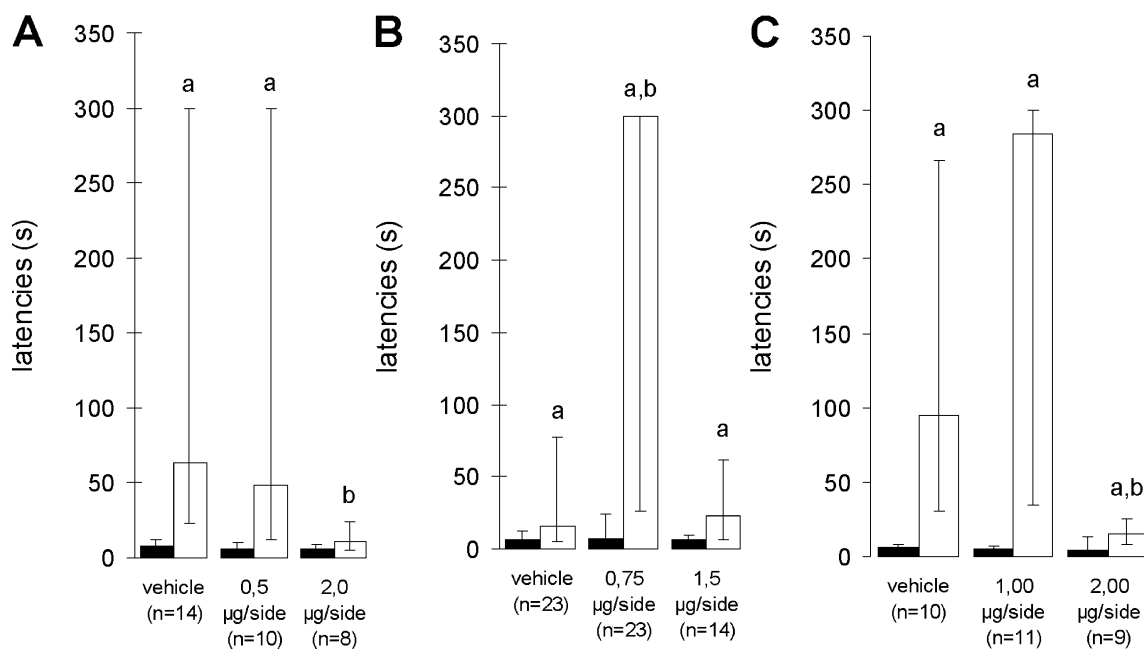 A
latencies (s)
350
300
250
200
150
100
50
0
a
a
b
vehicle
(n=14)
0,5
µg/side
(n=10)
2,0
µg/side
(n=8)
B
latencies (s)
350
300
250
200
150
100
50
0
a
a,b
a
vehicle
(n=23)
0,75
µg/side
(n=23)
1,5
µg/side
(n=14)
C
latencies (s)
350
300
250
200
150
100
50
0
a
a
a,b
vehicle
(n=10)
1,00
µg/side
(n=11)
2,00
µg/side
(n=9)